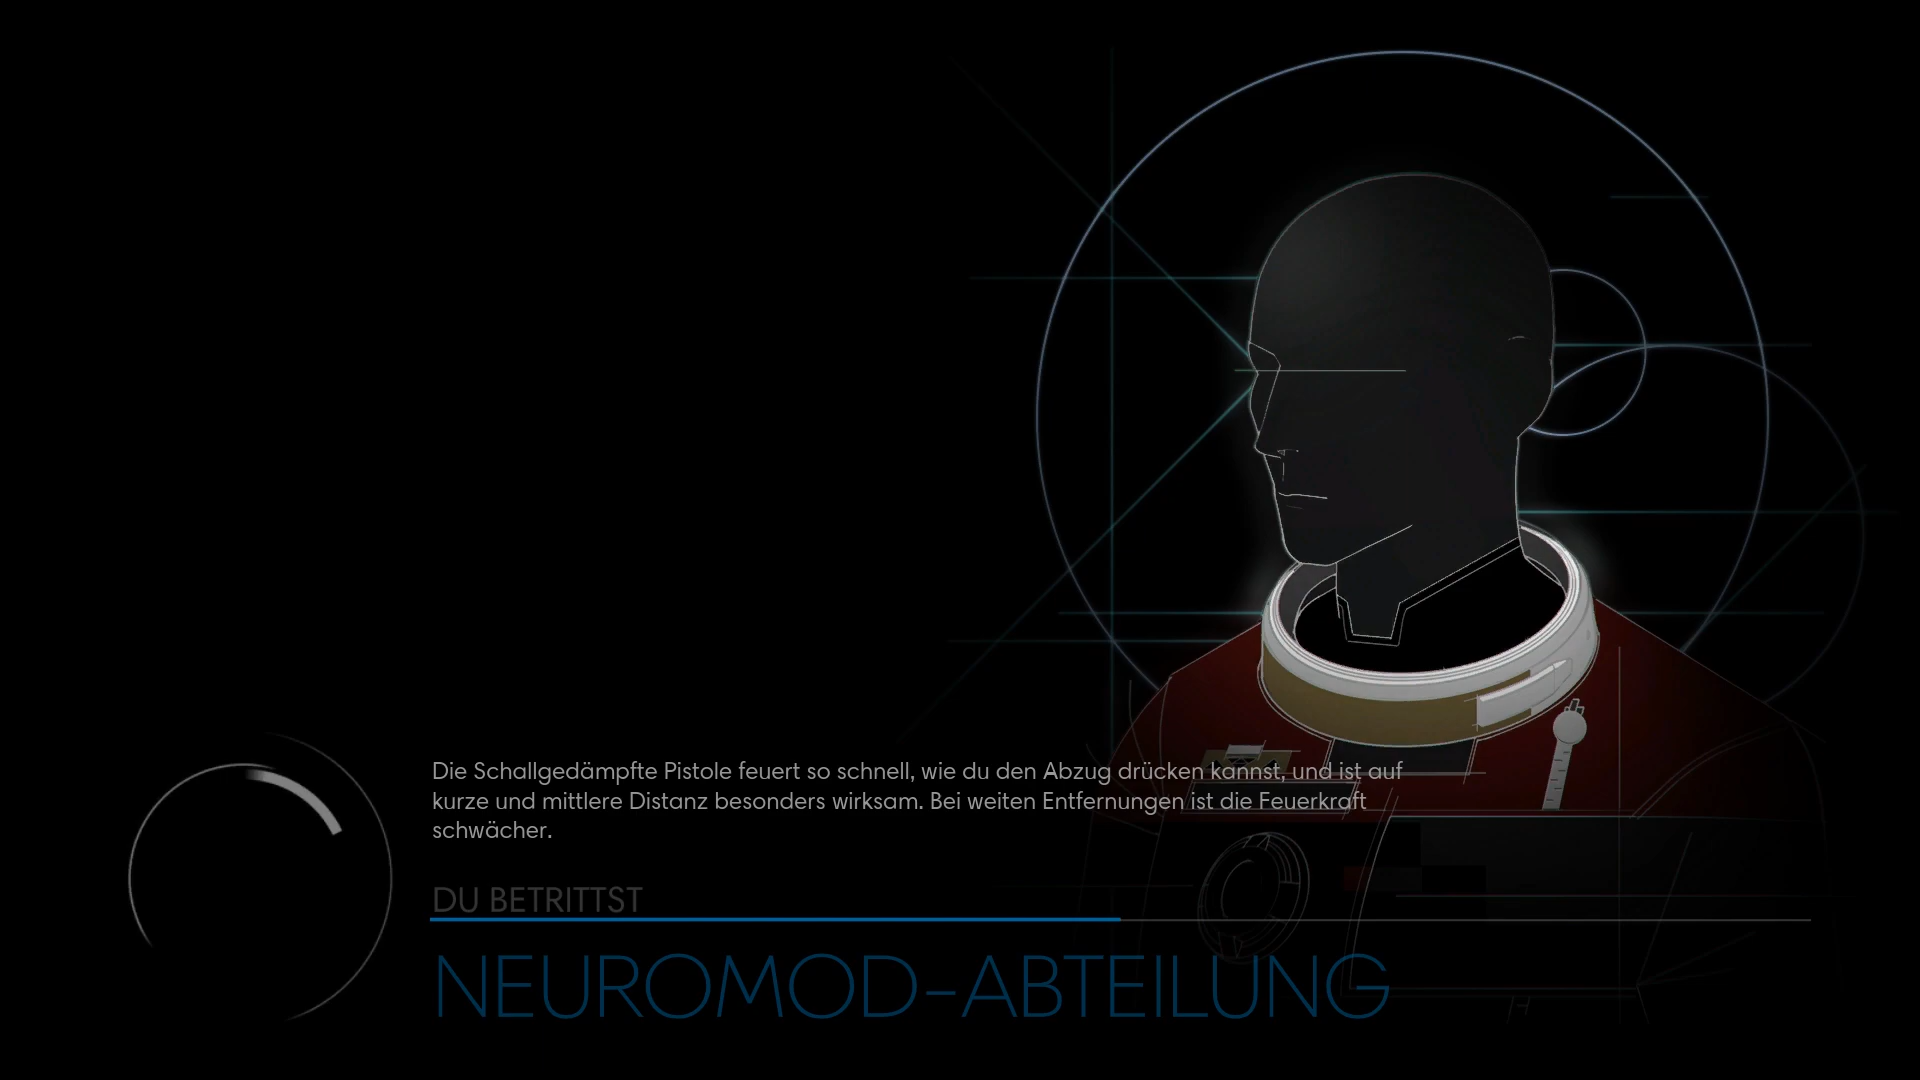 Die Schallgedämpfte Pistole feuert so schnell, wie du den Abzug drücken kannst, und ist auf
kurze und mittlere Distanz besonders wirksam. Bei weiten Entfernungen ist die Feuerkraft
schwächer.
DU BETRITTST
NEUROMOD-ABTEILUNG